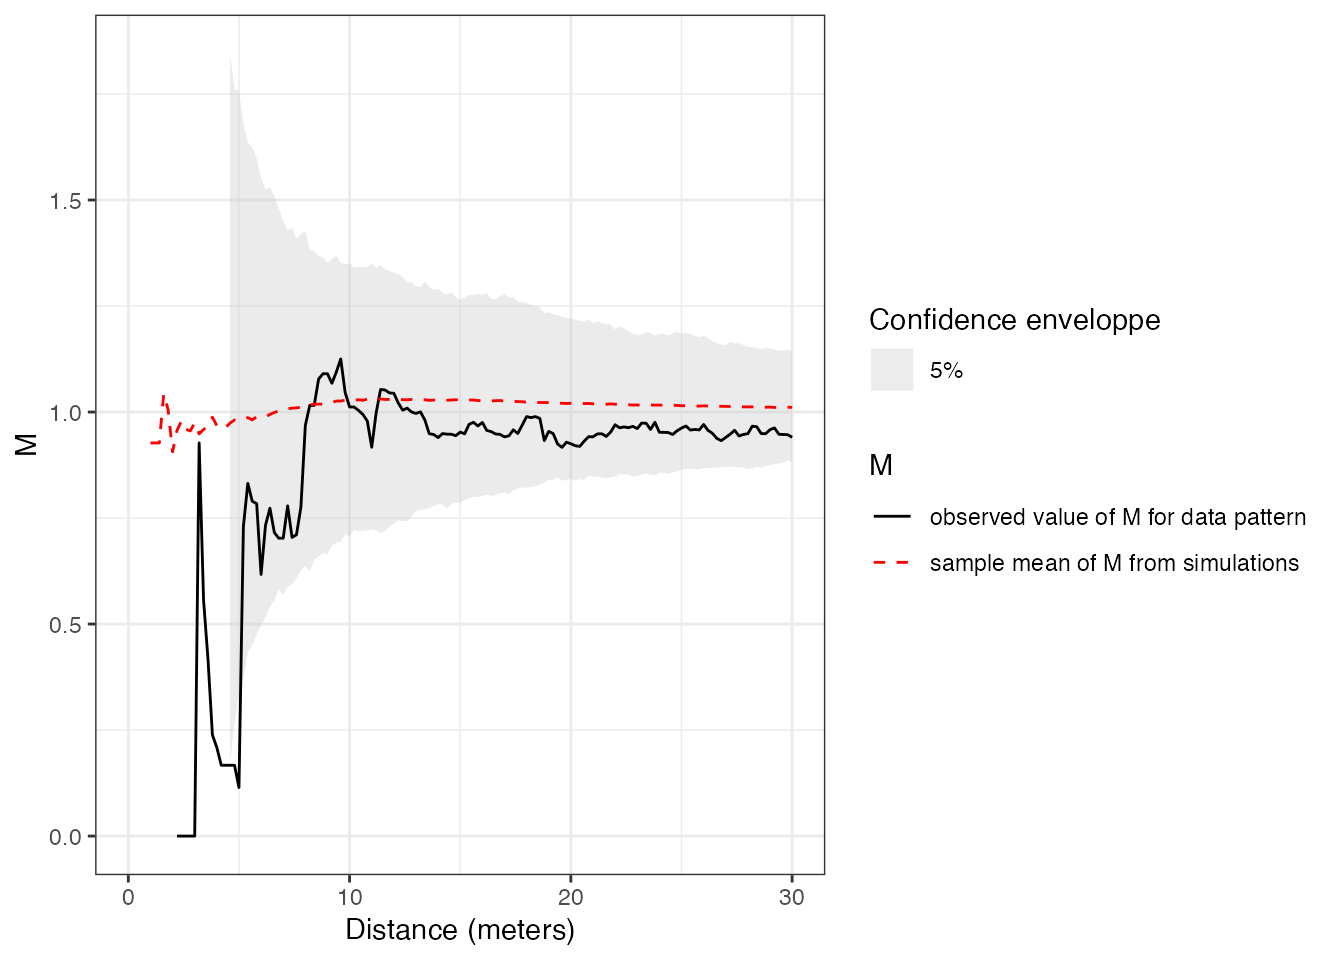 1.5
1.0
0.5
0.0
M
0
10
20
30
Distance (meters)
Confidence enveloppe
5%
M
observed value of M for data pattern
sample mean of M from simulations